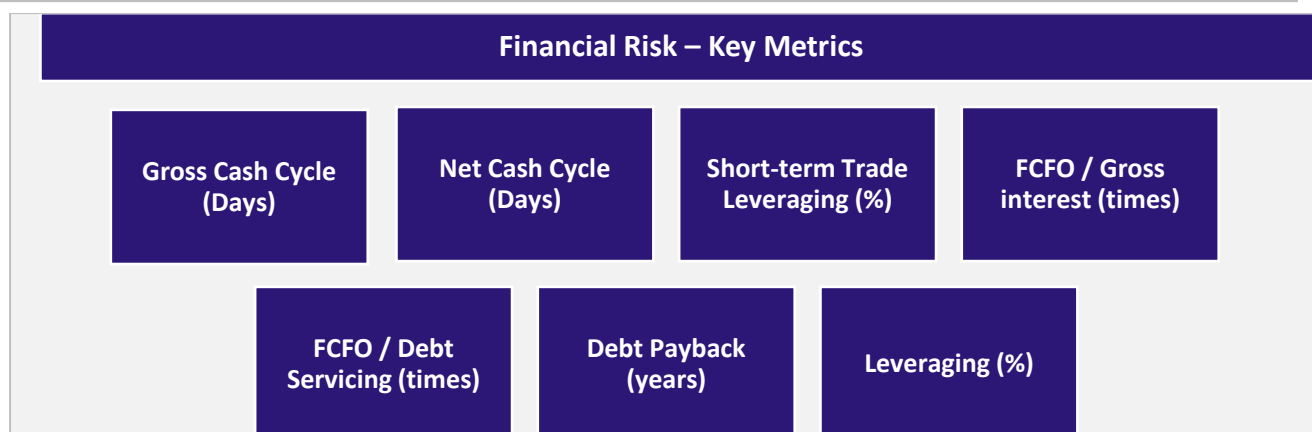 Financial Risk – Key Metrics
Gross Cash Cycle
(Days)
Net Cash Cycle
(Days)
Short-term Trade
Leveraging (%)
FCFO / Gross
interest (times)
FCFO / Debt
Servicing (times)
Debt Payback
(years)
Leveraging (%)